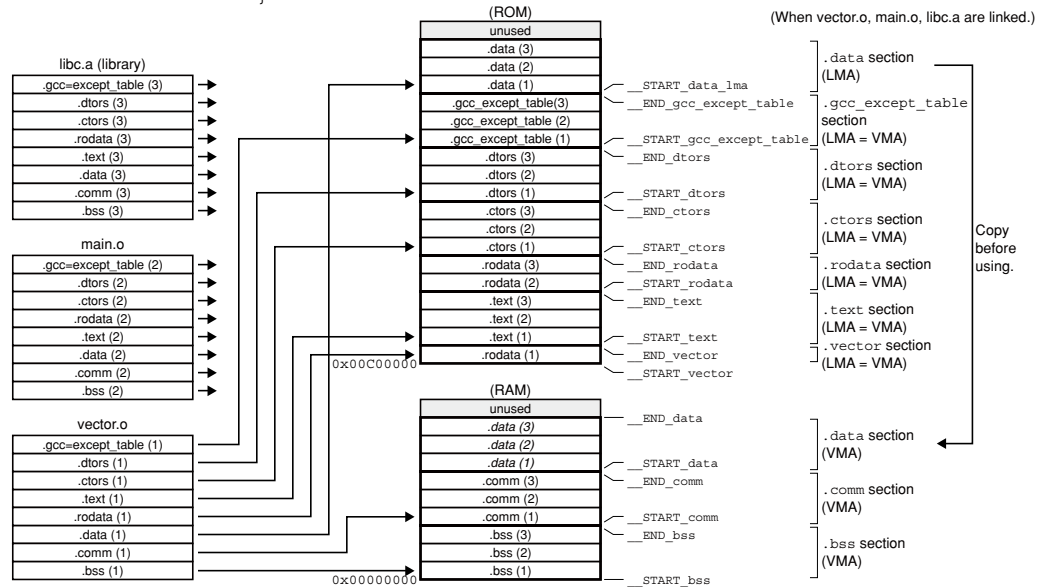 (ROM)
(When vector.o, main.o, libc.a are linked.)
unused
.data (3)
.data (2)
.data (1)
.gcc_except_table(3)
.gcc_except_table (2)
.gcc_except_table (1)
.dtors (3)
.dtors (2)
.dtors (1)
.ctors (3)
.ctors (2)
.ctors (1)
.rodata (3)
.rodata (2)
.text (3)
.text (2)
.text (1)
.rodata (1)
0x00C00000
libc.a (library)
.gcc=except_table (3)
.dtors (3)
.ctors (3)
.rodata (3)
.text (3)
.data (3)
.comm (3)
.bss (3)
main.o
.gcc=except_table (2)
.dtors (2)
.ctors (2)
.rodata (2)
.text (2)
.data (2)
.comm (2)
.bss (2)
vector.o
.gcc=except_table (1)
.dtors (1)
.ctors (1)
.text (1)
.rodata (1)
.data (1)
.comm (1)
.bss (1)
__START_data_lma
__END_gcc_except_table
__START_gcc_except_table
__END_dtors
__START_dtors
__END_ctors
__START_ctors
__END_rodata
__START_rodata
__END_text
__START_text
__END_vector
__START_vector
.data section
(LMA)
.gcc_except_table
section
(LMA = VMA)
.dtors section
(LMA = VMA)
.ctors section
(LMA = VMA)
.rodata section
(LMA = VMA)
.text section
(LMA = VMA)
.vector section
(LMA = VMA)
Copy
before
using.
(RAM)
unused
.data (3)
.data (2)
.data (1)
.comm (3)
.comm (2)
.comm (1)
.bss (3)
.bss (2)
.bss (1)
0x00000000
__END_data
__START_data
__END_comm
__START_comm
__END_bss
__START_bss
.data section
(VMA)
.comm section
(VMA)
.bss section
(VMA)